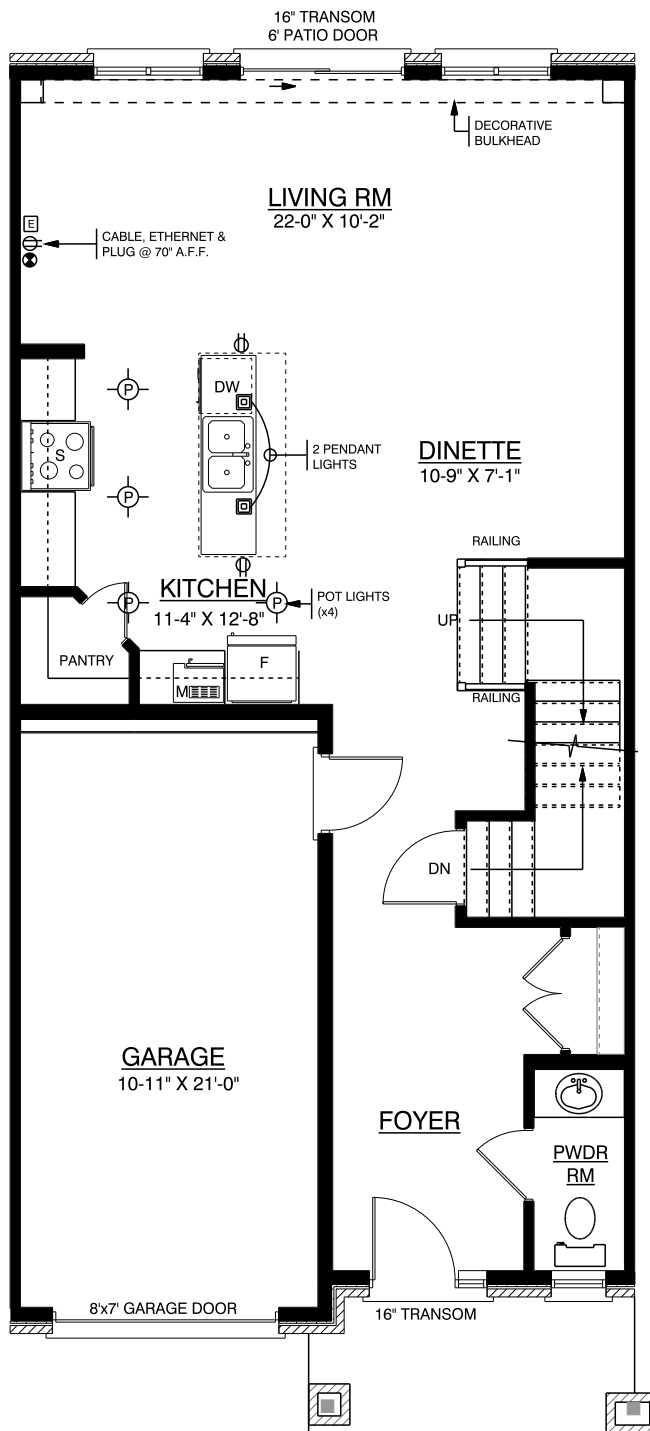 16" TRANSOM
6' PATIO DOOR
DECORATIVE
BULKHEAD
LIVING RM
22-0" X 10'-2"
E
CABLE, ETHERNET &
PLUG @ 70" A.F.F.
P
DW
S
2 PENDANT
LIGHTS
DINETTE
10-9" X 7'-1"
P
RAILING
KITCHEN
11-4" X 12'-8"
P
P
POT LIGHTS
(x4)
UP
PANTRY
M
F
RAILING
DN
GARAGE
10-11" X 21'-0"
FOYER
PWDR
RM
8'x7' GARAGE DOOR
16" TRANSOM